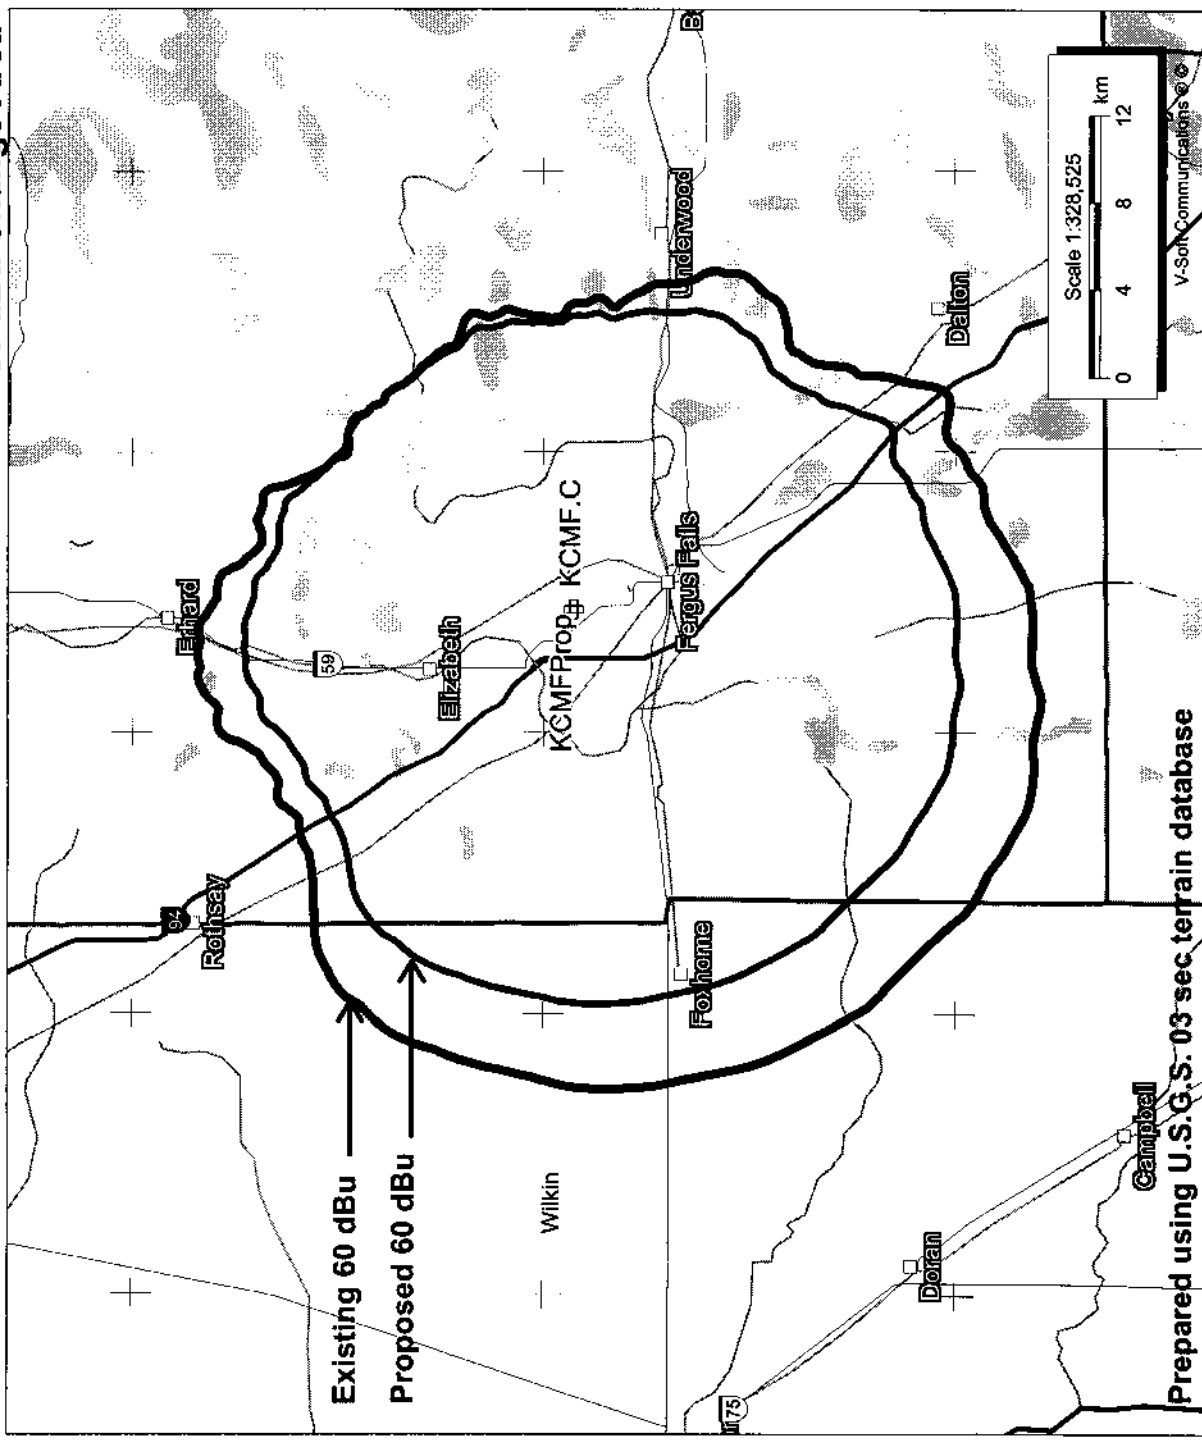 Existing 60 dBu
Proposed 60 dBu
Wilkin
Rothsay
94
Erhard
59
Elizabeth
KCMFProp
KCMF.C
Fergus Falls
Underwood
Foxhome
Dalton
Doran
Campbell
75
Scale 1:328,525
0 4 8 12 km
V-Soft Communications ® ©
Prepared using U.S.G.S. 03 sec terrain database